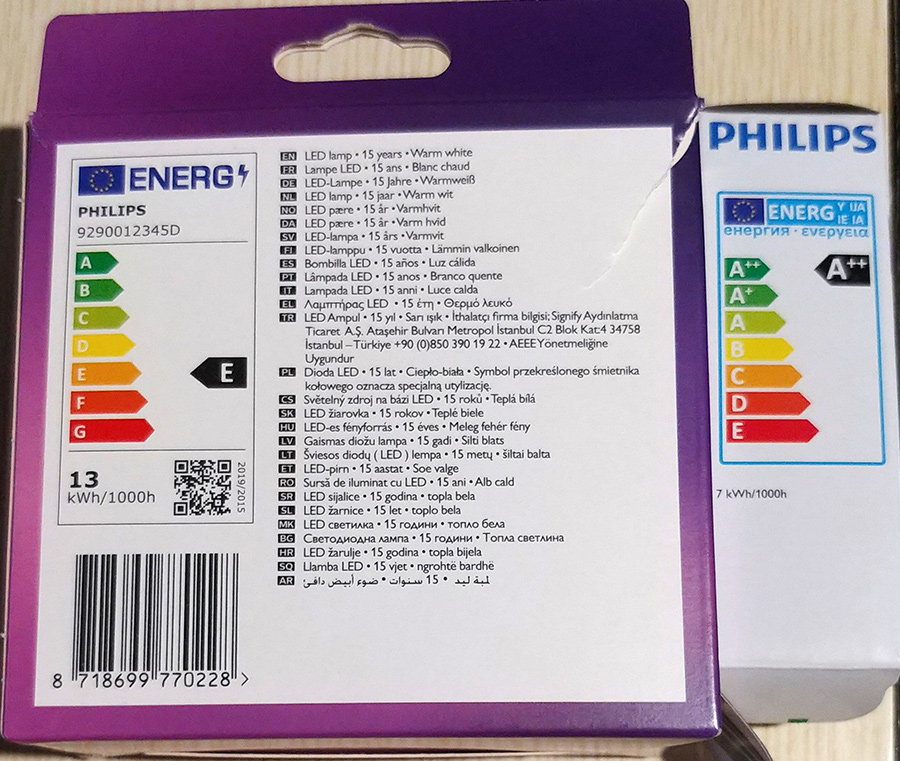 ENERG
PHILIPS
9290012345D
A
B
C
D
E
F
G
E
13
kWh/1000h
2019/2015
8 718699 770228 >
EN LED lamp • 15 years • Warm white
FR Lampe LED • 15 ans • Blanc chaud
DE LED-Lampe • 15 Jahre • Warmweiß
NL LED lamp • 15 jaar • Warm wit
NO LED pære • 15 år • Varmhvit
DA LED pære • 15 år • Varm hvid
SV LED-lampa • 15 års • Varmvit
FI LED-lamppu • 15 vuotta • Lämmin valkoinen
ES Bombilla LED • 15 años • Luz cálida
PT Lâmpada LED • 15 anos • Branco quente
IT Lampada LED • 15 anni • Luce calda
EL Λαμπτήρας LED • 15 έτη • Θερμό λευκό
TR LED Ampul • 15 yıl • Sarı ışık • İthalatçı firma bilgisi; Signify Aydınlatma
Ticaret A.Ş. Ataşehir Bulvarı Metropol İstanbul C2 Blok Kat:4 34758
İstanbul – Türkiye +90 (0)850 390 19 22 • AEEE Yönetmeliğine
Uygundur
PL Dioda LED • 15 lat • Ciepło-biała • Symbol przekreślonego śmietnika
kołowego oznacza specjalną utylizację.
CS Světelný zdroj na bázi LED • 15 roků • Teplá bílá
SK LED žiarovka • 15 rokov • Teplé biele
HU LED-es fényforrás • 15 éves • Meleg fehér fény
LV Gaismas diožu lampa • 15 gadi • Silti balts
LT Šviesos diodų ( LED ) lempa • 15 metų • šiltai balta
ET LED-pirn • 15 aastat • Soe valge
RO Sursă de iluminat cu LED • 15 ani • Alb cald
SR LED sijalice • 15 godina • topla bela
SL LED žarnice • 15 let • toplo bela
MK LED светилка • 15 години • топло бела
BG Светодиодна лампа • 15 години • Топла светлина
HR LED žarulje • 15 godina • topla bijela
SQ Llamba LED • 15 vjet • ngrohtë bardhë
AR لمبة ليد • 15 سنوات • ضوء أبيض دافئ
PHILIPS
ENERG Y UA
IE IA
енергия · ενεργεια
A++
A+
A
B
C
D
E
A++
7 kWh/1000h